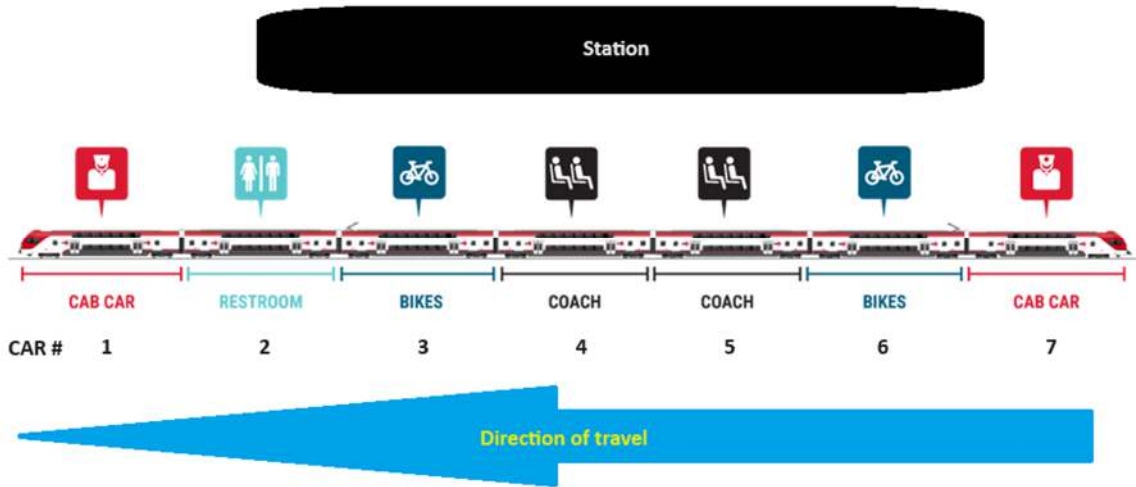 Station
CAB CAR RESTROOM BIKES COACH COACH BIKES CAB CAR
CAR # 1 2 3 4 5 6 7
Direction of travel